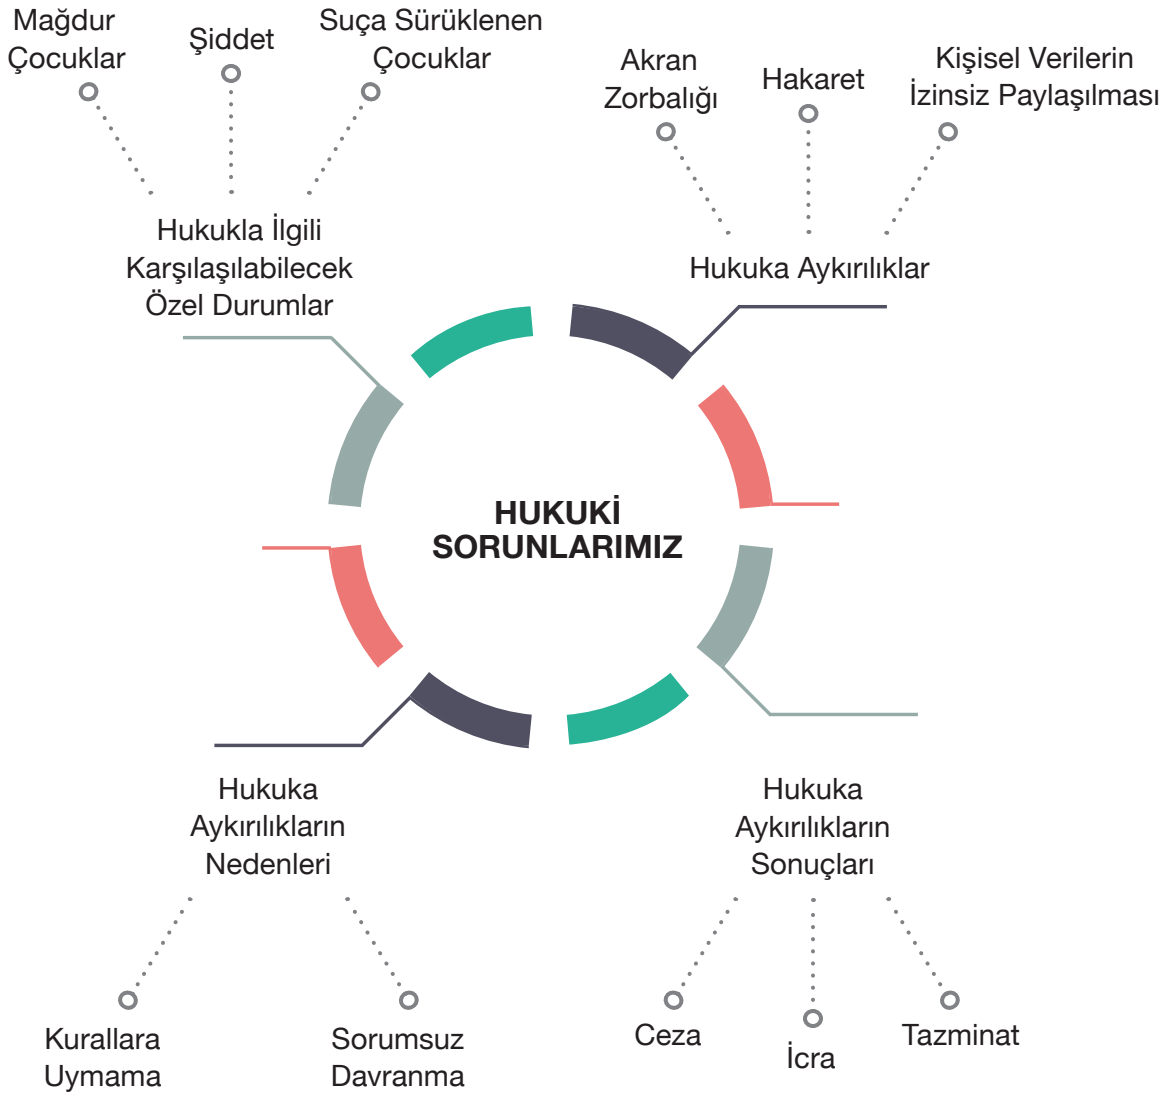 Mağdur
Çocuklar
Şiddet
Suça Sürüklenen
Çocuklar
Hukukla İlgili
Karşılaşılabilecek
Özel Durumlar
Akran
Zorbalığı
Hakaret
Kişisel Verilerin
İzinsiz Paylaşılması
Hukuka Aykırılıklar
HUKUKİ
SORUNLARIMIZ
Hukuka
Aykırılıkların
Nedenleri
Kurallara
Uymama
Sorumsuz
Davranma
Hukuka
Aykırılıkların
Sonuçları
Ceza
İcra
Tazminat